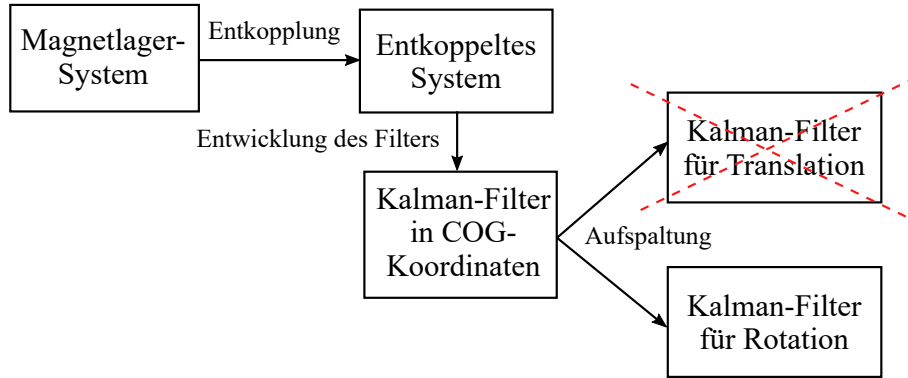 Magnetlager-
System
Entkopplung
Entkoppeltes
System
Entwicklung des Filters
Kalman-Filter
in COG-
Koordinaten
Aufspaltung
Kalman-Filter
für Translation
Kalman-Filter
für Rotation